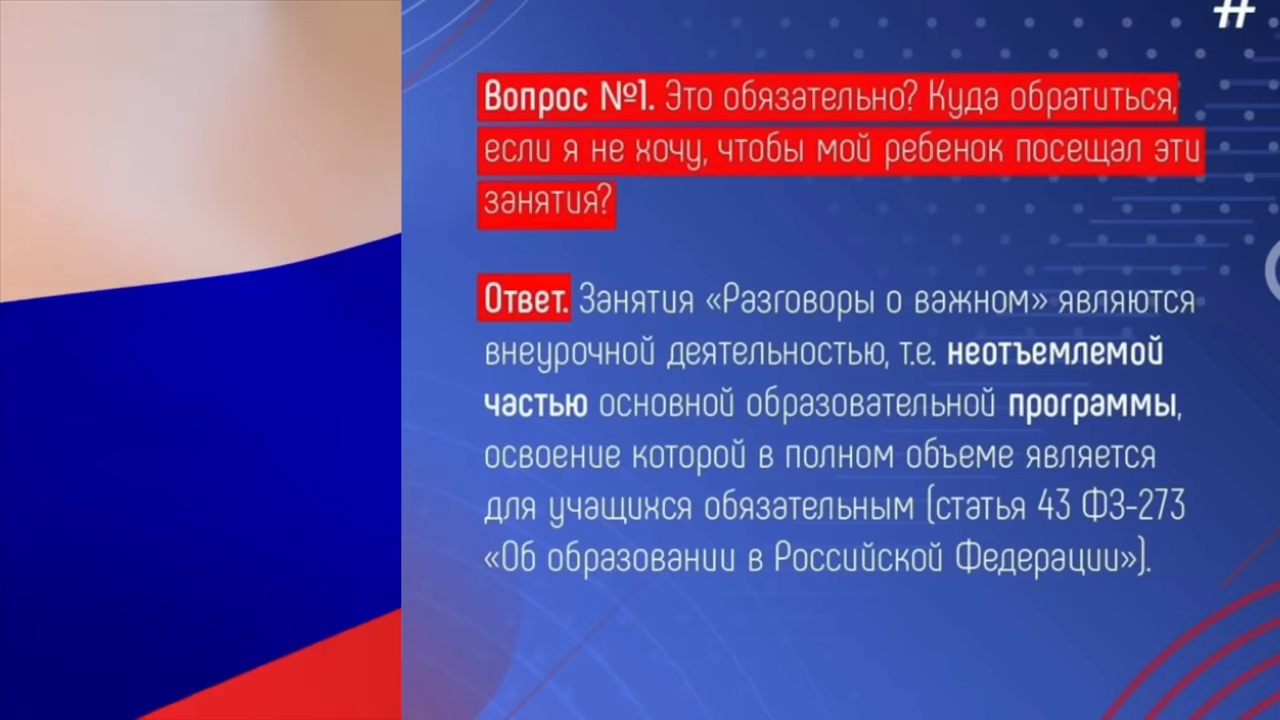 #
Вопрос №1. Это обязательно? Куда обратиться,
если я не хочу, чтобы мой ребенок посещал эти
занятия?
Ответ. Занятия «Разговоры о важном» являются
внеурочной деятельностью, т.е. неотъемлемой
частью основной образовательной программы,
освоение которой в полном объеме является
для учащихся обязательным (статья 43 ФЗ-273
«Об образовании в Российской Федерации»).